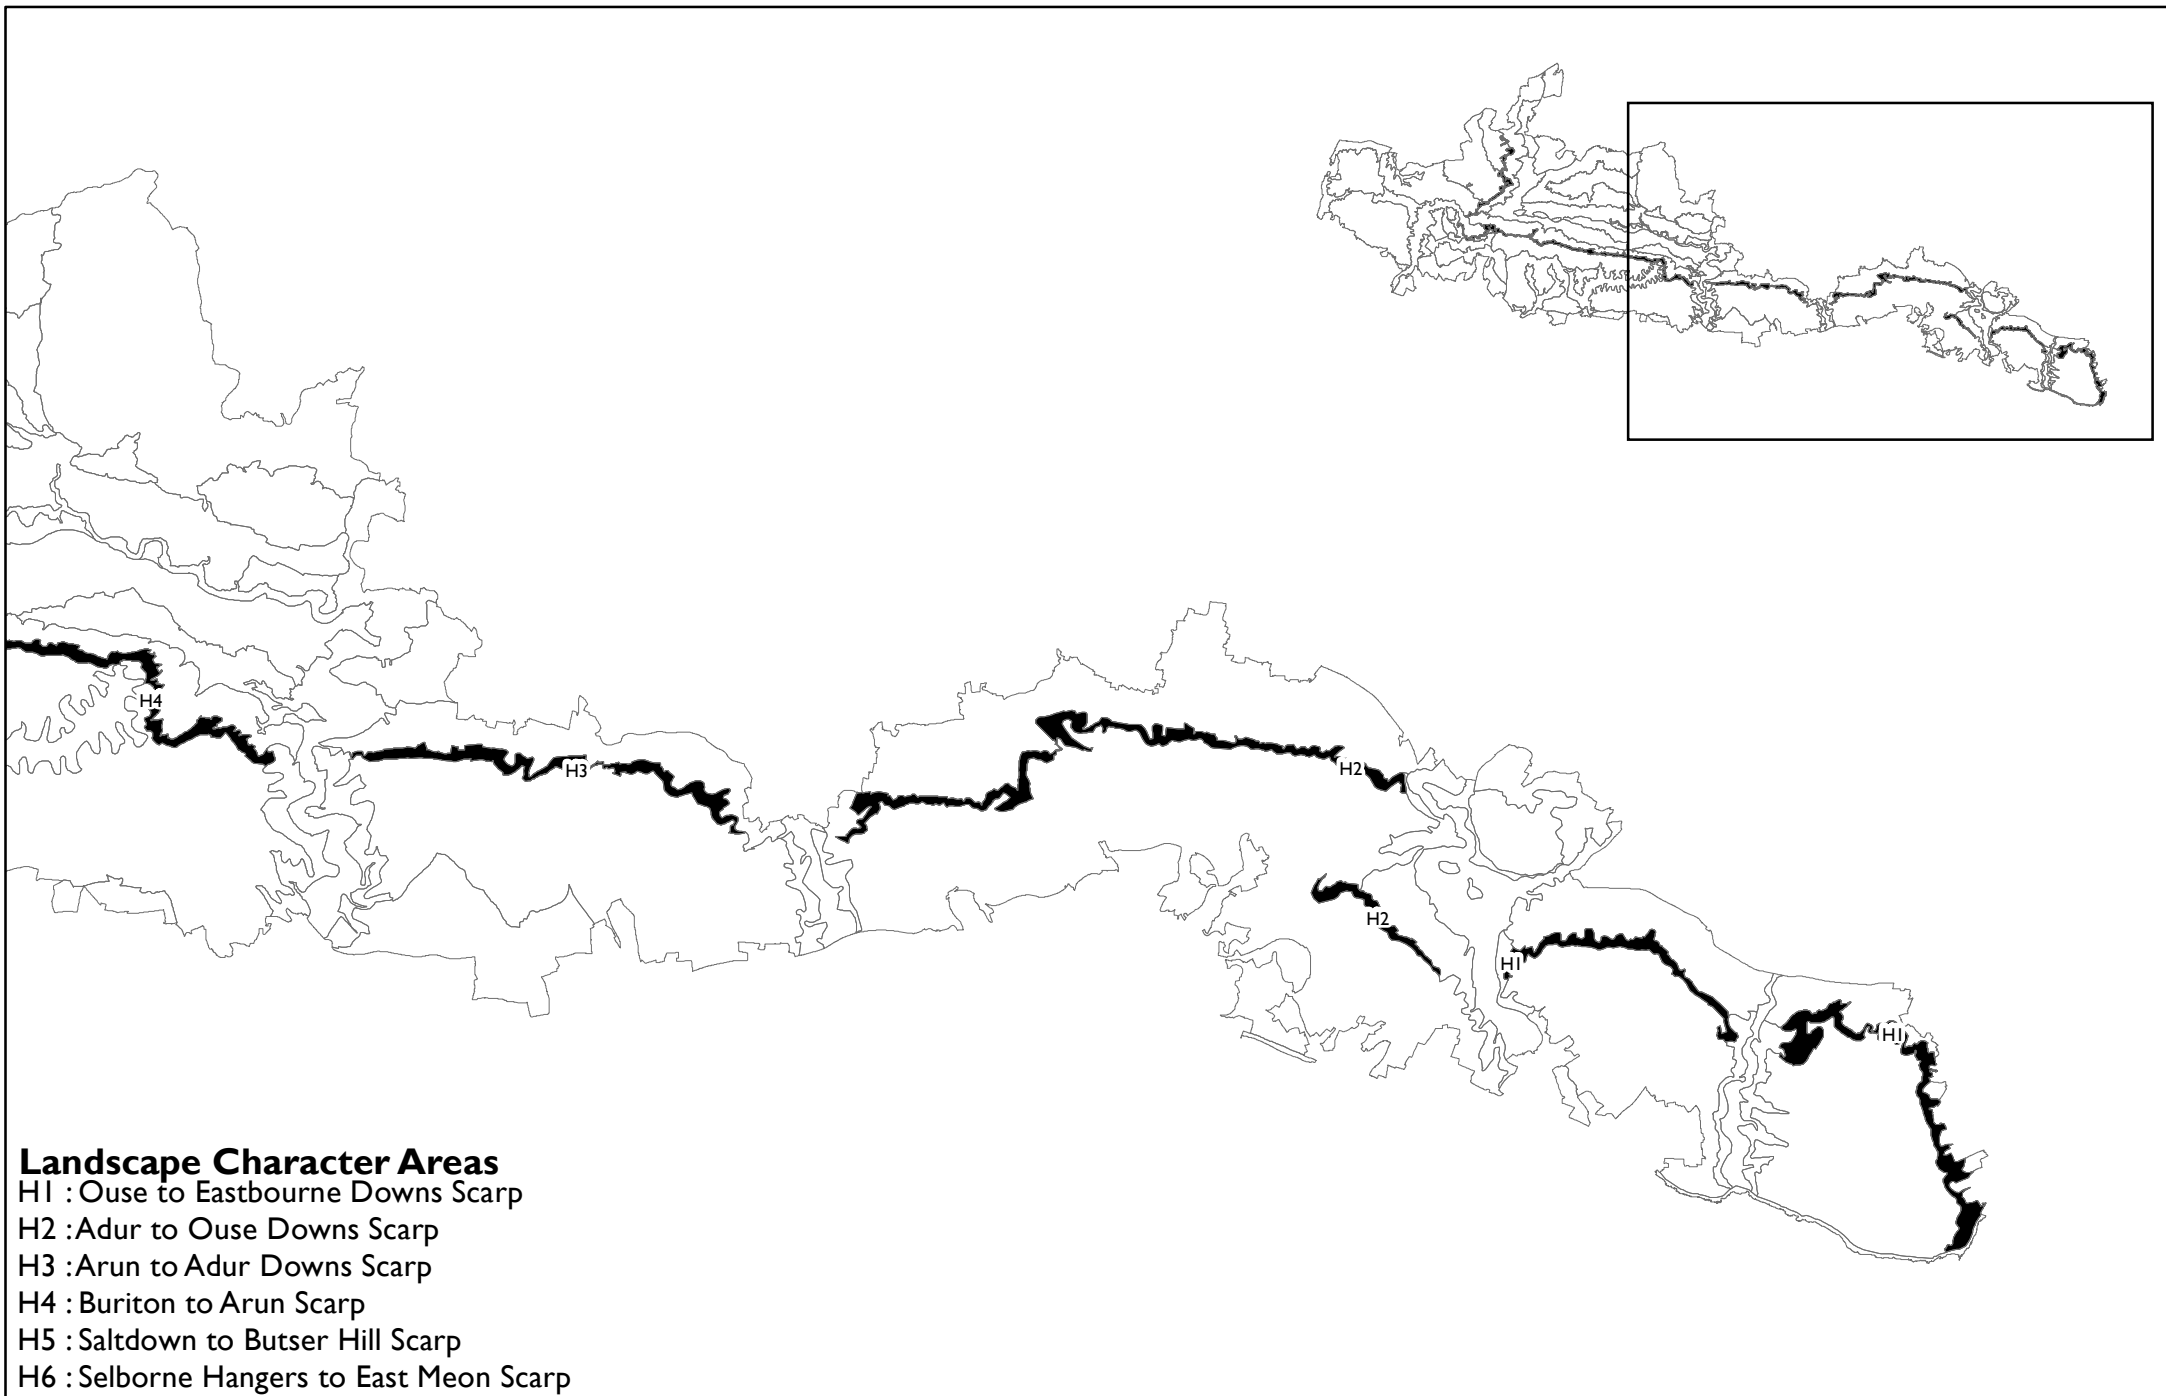 H4
H3
H2
H2
H1
H1
Landscape Character Areas
H1 : Ouse to Eastbourne Downs Scarp
H2 : Adur to Ouse Downs Scarp
H3 : Arun to Adur Downs Scarp
H4 : Buriton to Arun Scarp
H5 : Saltdown to Butser Hill Scarp
H6 : Selborne Hangers to East Meon Scarp